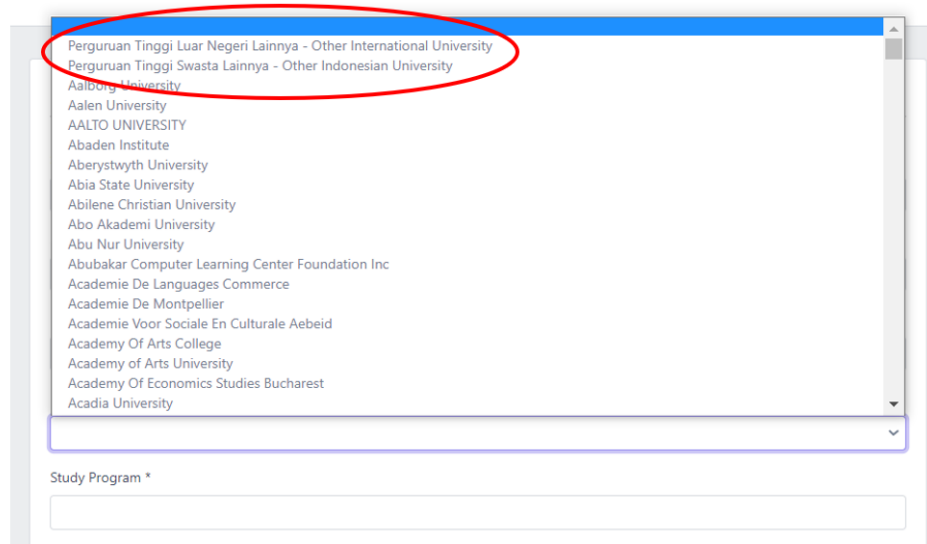 Perguruan Tinggi Luar Negeri Lainnya - Other International University
Perguruan Tinggi Swasta Lainnya - Other Indonesian University
Aalborg University
Aalen University
AALTO UNIVERSITY
Abaden Institute
Aberystwyth University
Abia State University
Abilene Christian University
Abo Akademi University
Abu Nur University
Abubakar Computer Learning Center Foundation Inc
Academie De Languages Commerce
Academie De Montpellier
Academie Voor Sociale En Culturale Aebeid
Academy Of Arts College
Academy of Arts University
Academy Of Economics Studies Bucharest
Acadia University
Study Program *